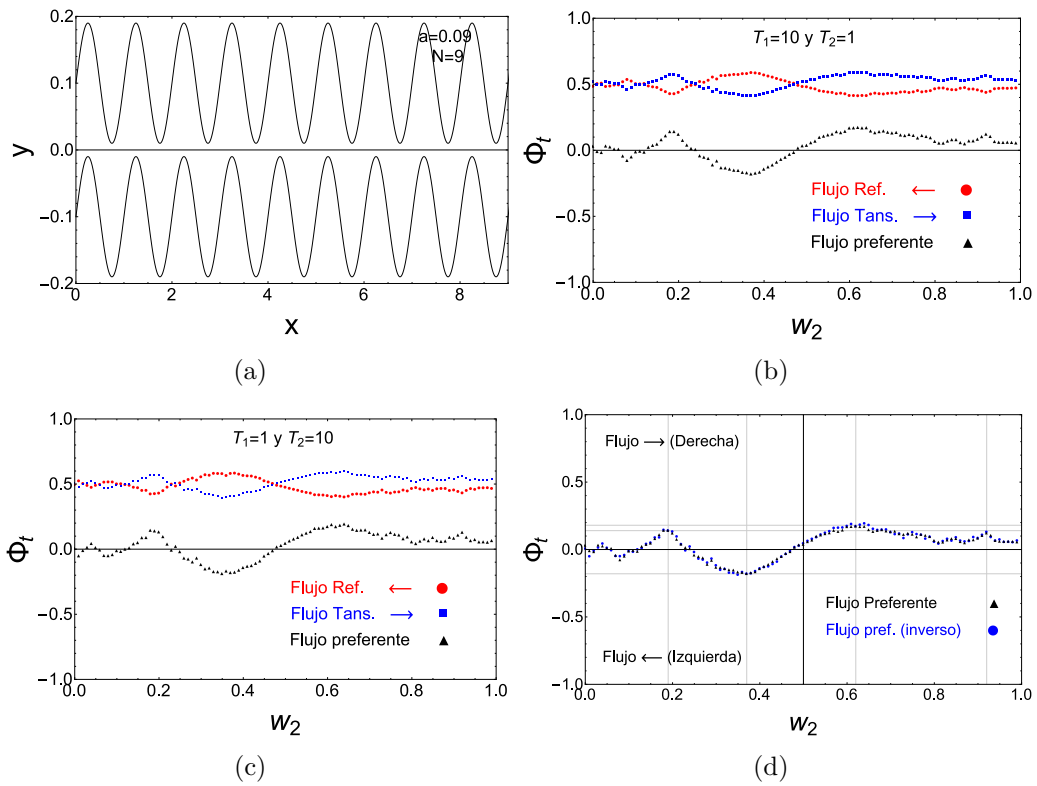 0.2
0.1
0.0
−0.1
−0.2
y
a=0.09
N=9
0 2 4 6 8
x
(a)
1.0
0.5
0.0
−0.5
−1.0
Φt
T1=10 y T2=1
Flujo Ref. ←
Flujo Tans. →
Flujo preferente
0.0 0.2 0.4 0.6 0.8 1.0
w2
(b)
1.0
0.5
0.0
−0.5
−1.0
Φt
T1=1 y T2=10
Flujo Ref. ←
Flujo Tans. →
Flujo preferente
0.0 0.2 0.4 0.6 0.8 1.0
w2
(c)
1.0
0.5
0.0
−0.5
−1.0
Φt
Flujo → (Derecha)
Flujo Preferente
Flujo pref. (inverso)
Flujo ← (Izquierda)
0.0 0.2 0.4 0.6 0.8 1.0
w2
(d)